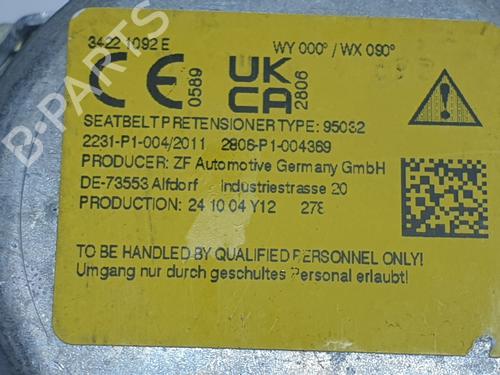 3422 1092 E WY 000° / WX 090°
CE 0589 UK CA 2806
SEATBELT PRETENSIONER TYPE: 95032
2231-P1-004/2011 2806-P1-004369
PRODUCER: ZF Automotive Germany GmbH
DE-73553 Alfdorf Industriestrasse 20
PRODUCTION: 24 10 04 Y12 278
TO BE HANDLED BY QUALIFIED PERSONNEL ONLY!
Umgang nur durch geschultes Personal erlaubt!
B-PARTS